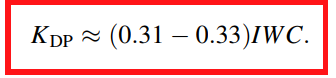 K_DP ≈ (0.31 – 0.33)IWC.